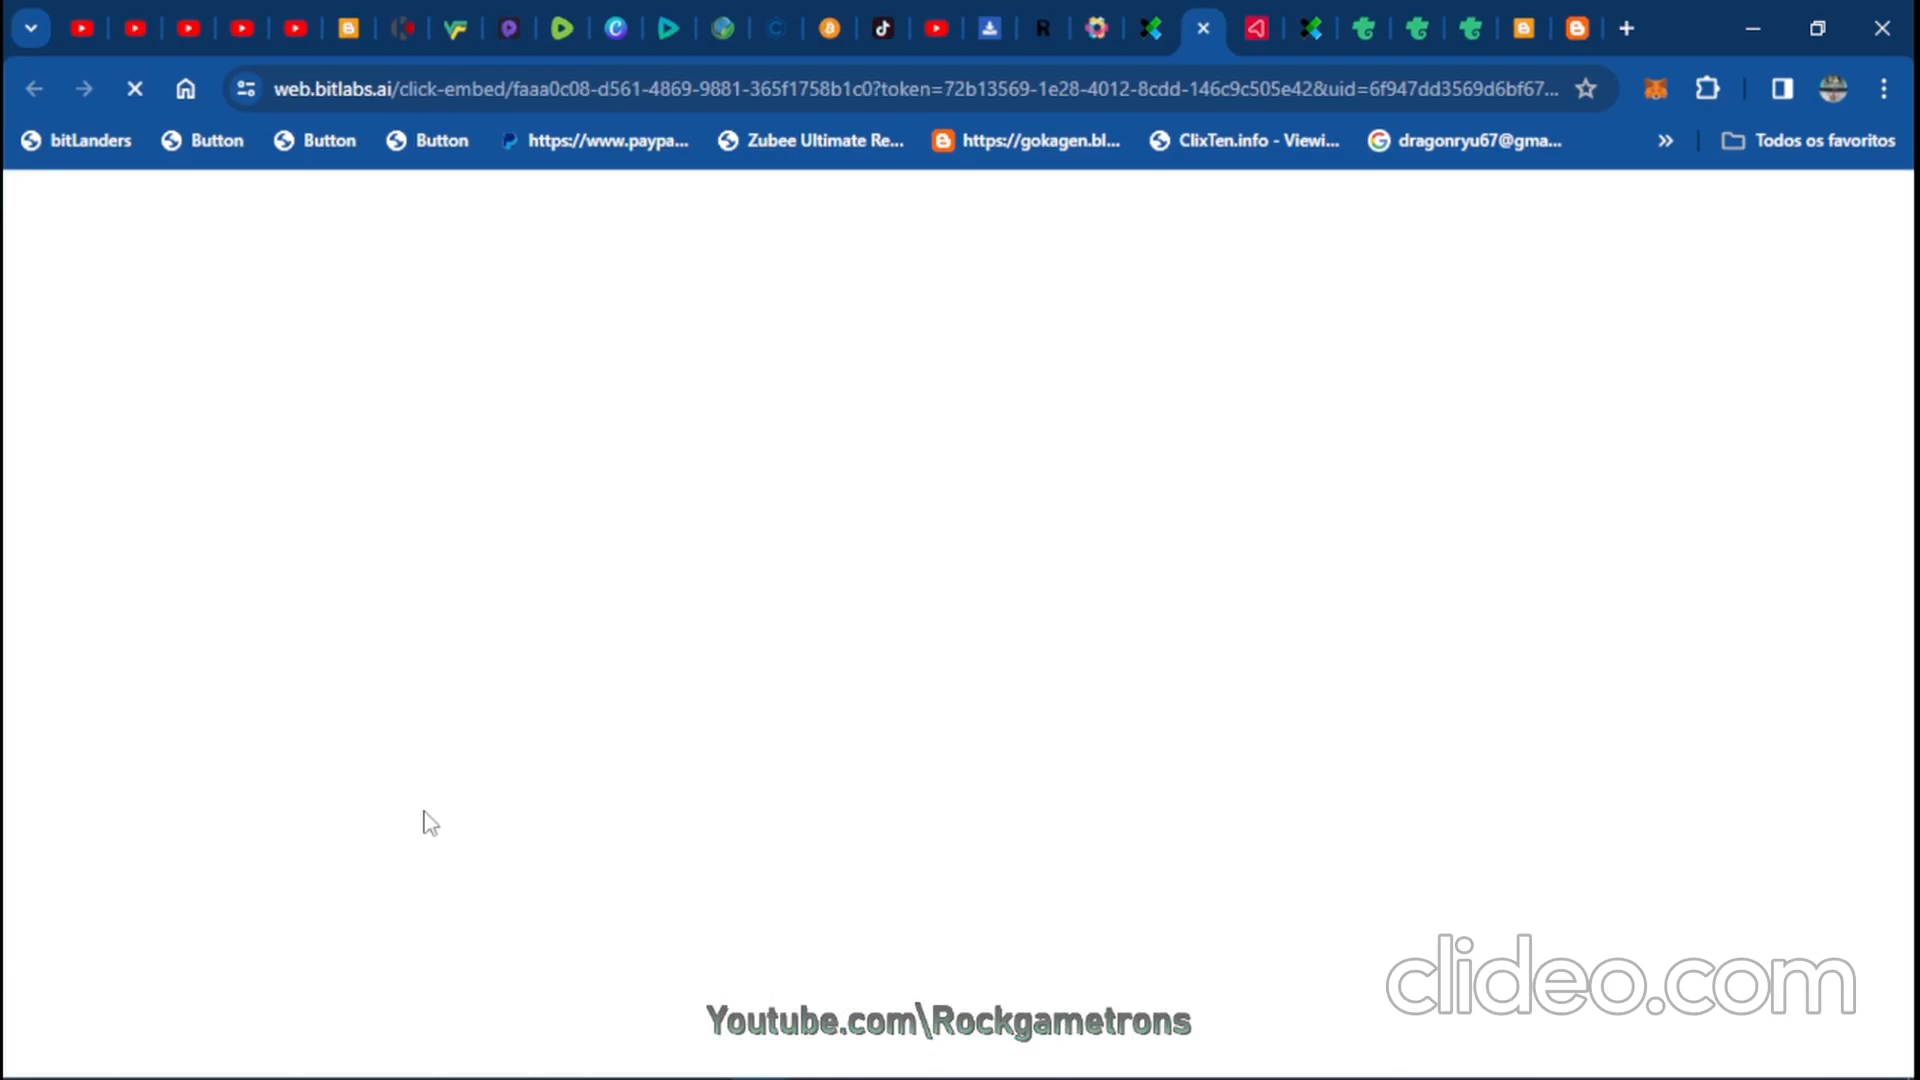 web.bitlabs.ai/click-embed/faaa0c08-d561-4869-9881-365f1758b1c0?token=72b13569-1e28-4012-8cdd-146c9c505e42&uid=6f947dd3569d6bf67...
bitLanders Button Button Button https://www.paypa... Zubee Ultimate Re... https://gokagen.bl... ClixTen.info - Viewi... dragonryu67@gma... » Todos os favoritos
clideo.com
Youtube.com\Rockgametrons